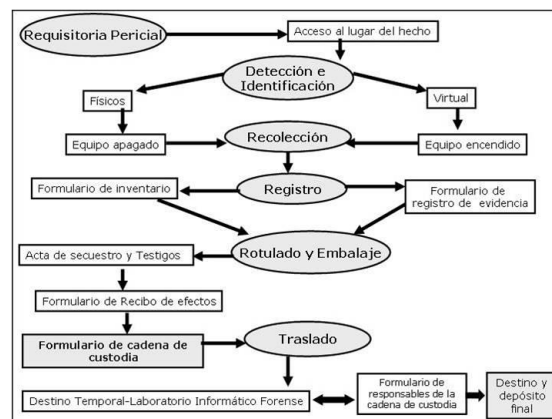 Requisitoria Pericial
Acceso al lugar del hecho
Detección e
Identificación
Físicos
Virtual
Equipo apagado
Recolección
Equipo encendido
Formulario de inventario
Registro
Formulario de
registro de evidencia
Rotulado y Embalaje
Acta de secuestro y Testigos
Formulario de Recibo de efectos
Formulario de cadena de
custodia
Traslado
Destino Temporal-Laboratorio Informático Forense
Formulario de
responsables de la
cadena de custodia
Destino y
depósito
final